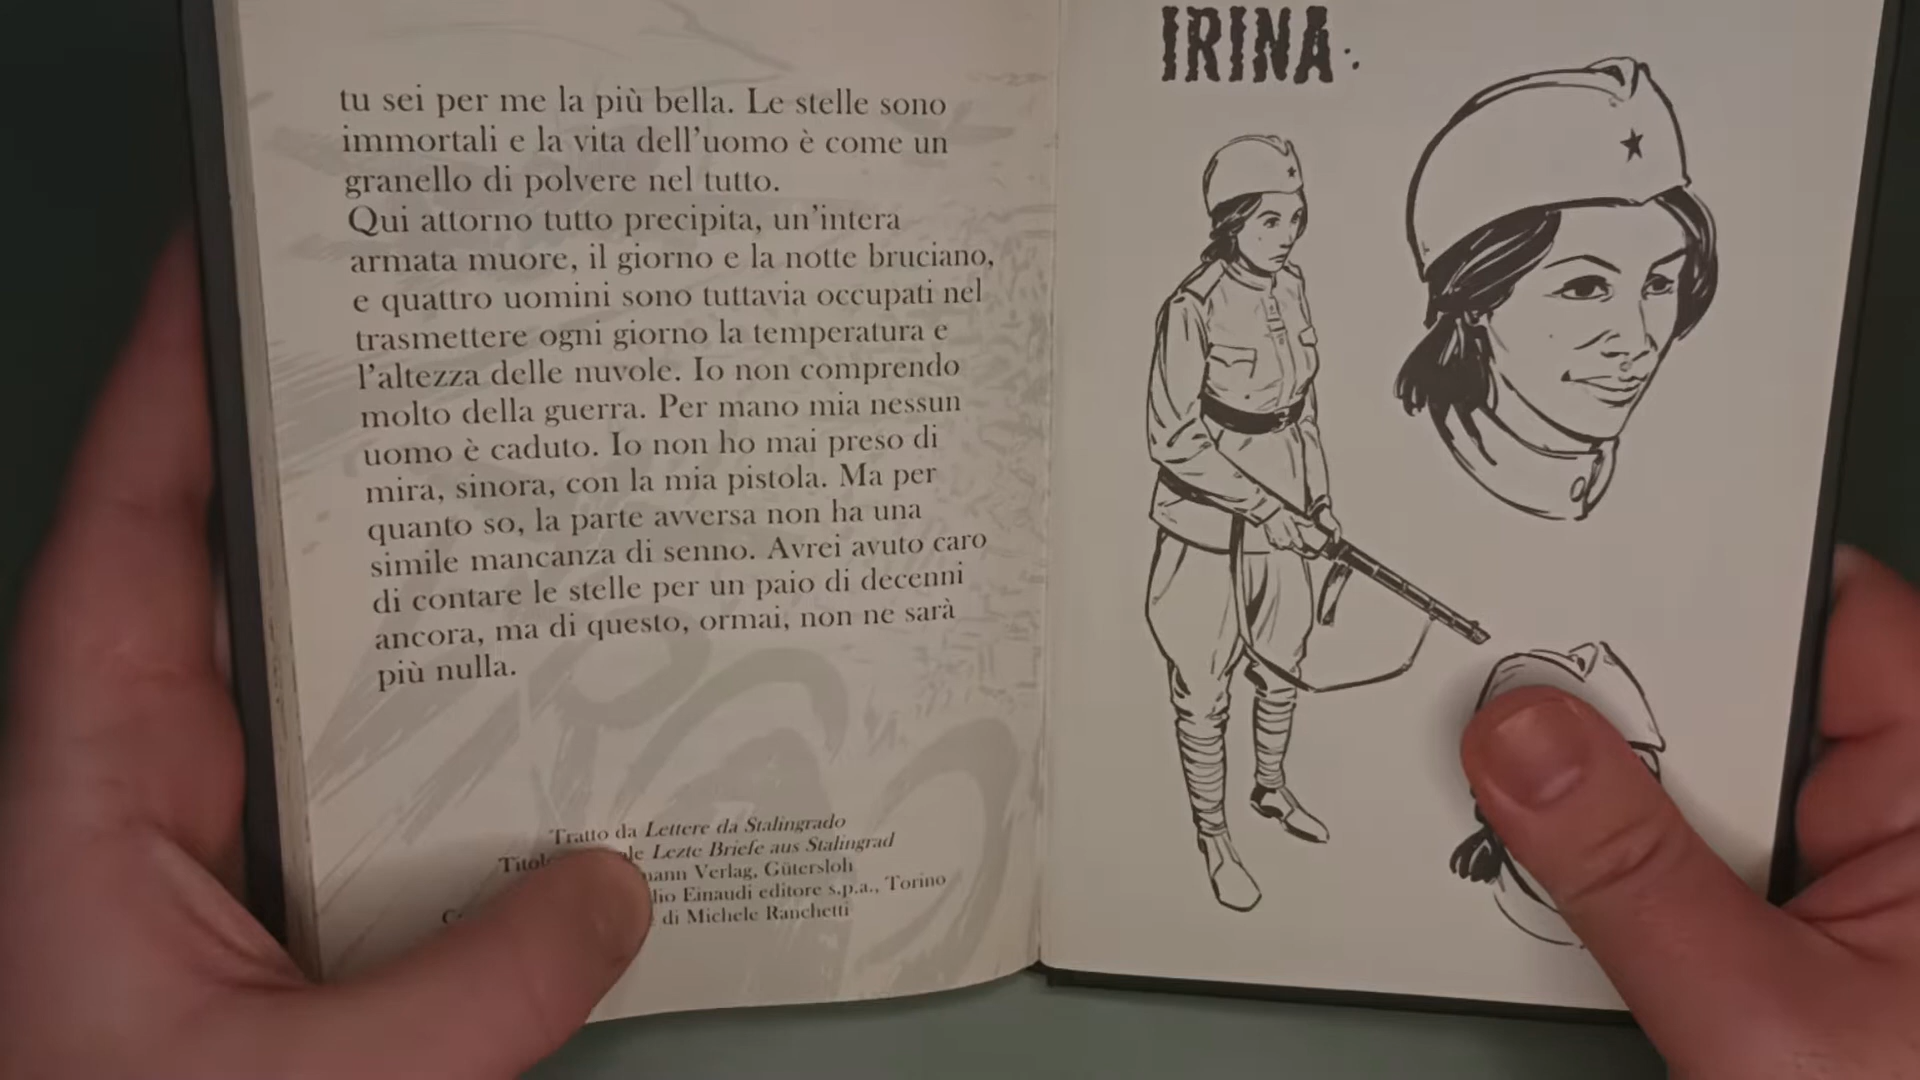 tu sei per me la più bella. Le stelle sono
immortali e la vita dell'uomo è come un
granello di polvere nel tutto.
Qui attorno tutto precipita, un'intera
armata muore, il giorno e la notte bruciano,
e quattro uomini sono tuttavia occupati nel
trasmettere ogni giorno la temperatura e
l'altezza delle nuvole. Io non comprendo
molto della guerra. Per mano mia nessun
uomo è caduto. Io non ho mai preso di
mira, sinora, con la mia pistola. Ma per
quanto so, la parte avversa non ha una
simile mancanza di senno. Avrei avuto caro
di contare le stelle per un paio di decenni
ancora, ma di questo, ormai, non ne sarà
più nulla.
Tratto da Lettere da Stalingrado
Lezte Briefe aus Stalingrad
Verlag, Gütersloh
Einaudi editore s.p.a., Torino
di Michele Ranchetti
IRINA: